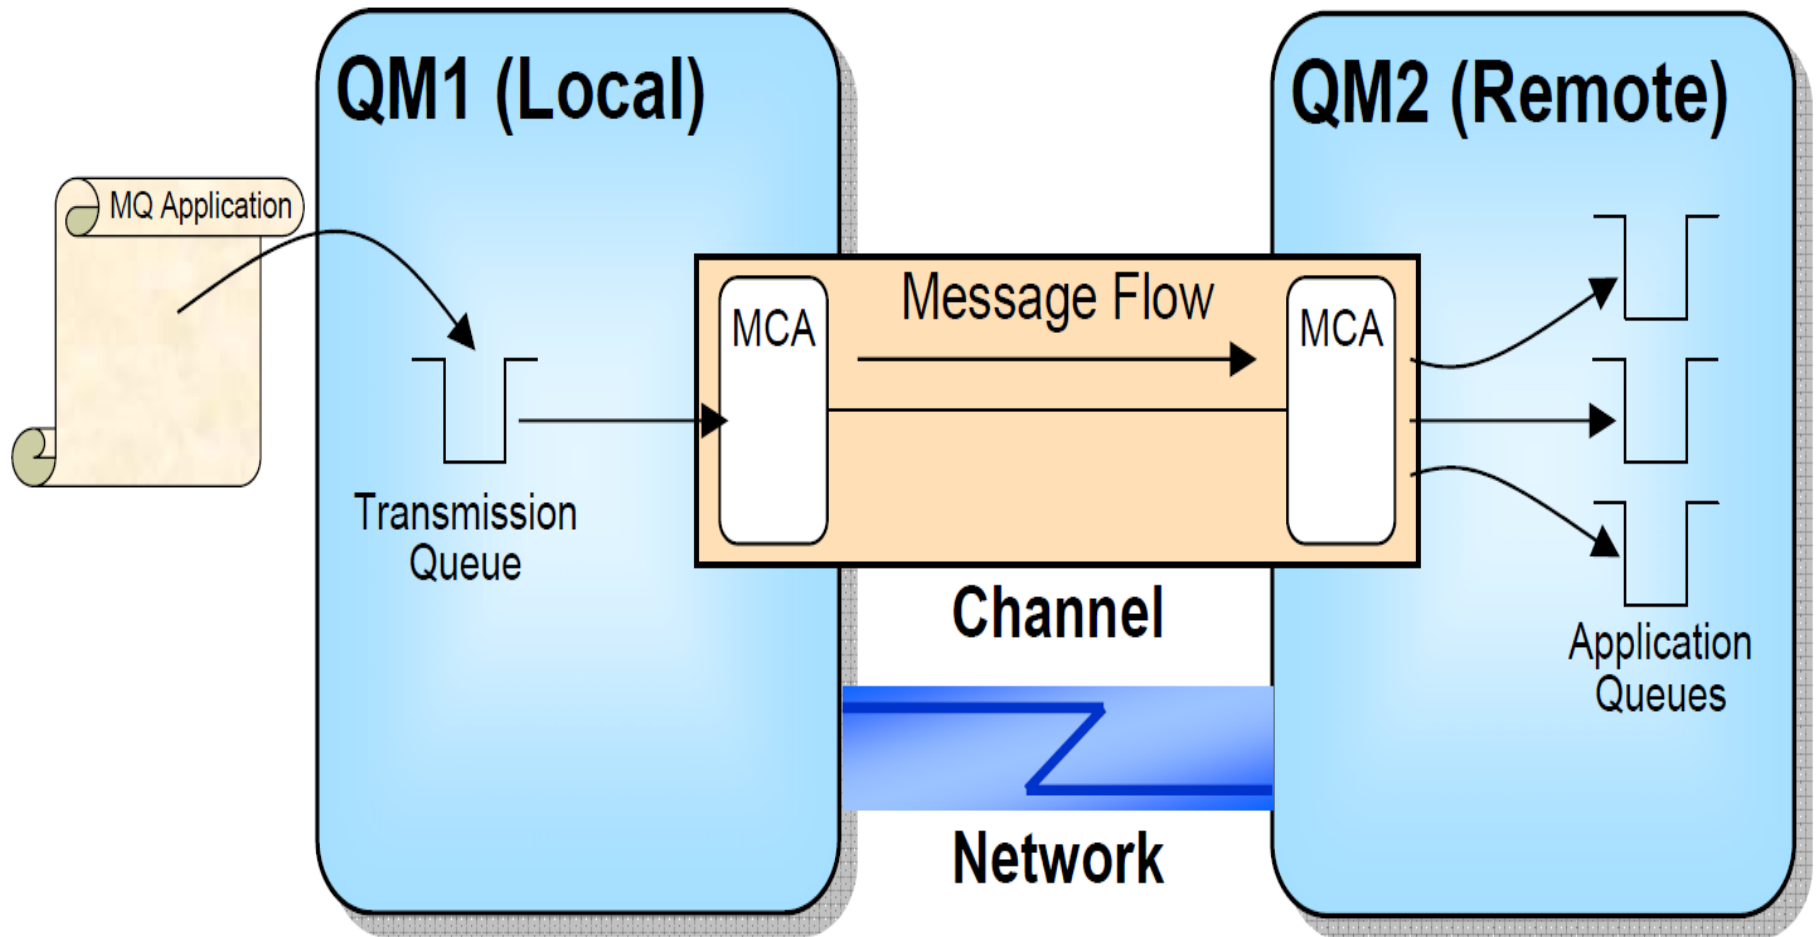 QM1 (Local)
QM2 (Remote)
MQ Application
Message Flow
MCA
MCA
Transmission
Queue
Channel
Application
Queues
Network